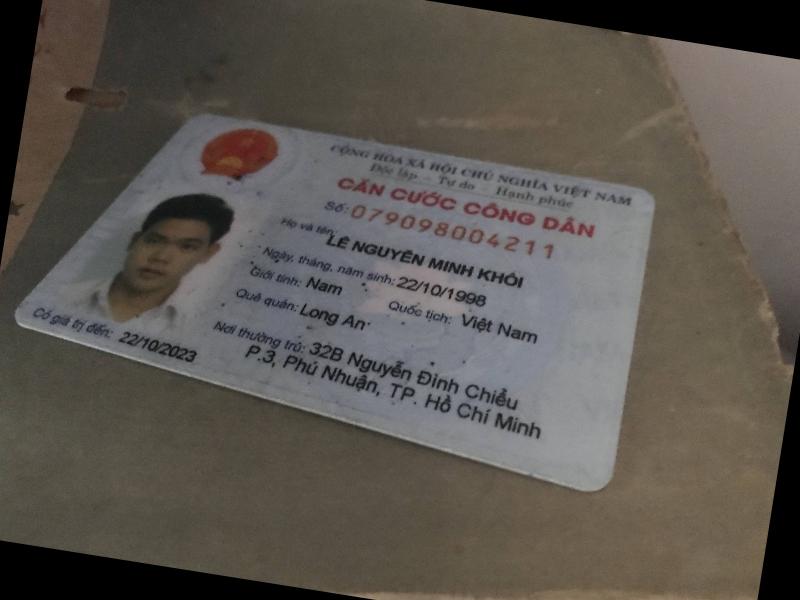 CỘNG HÒA XÃ HỘI CHỦ NGHĨA VIỆT NAM
Độc lập - Tự do - Hạnh phúc
CĂN CƯỚC CÔNG DÂN
Số: 079098004211
Họ và tên:
LÊ NGUYỄN MINH KHÔI
Ngày, tháng, năm sinh: 22/10/1998
Giới tính: Nam Quốc tịch: Việt Nam
Quê quán: Long An
Nơi thường trú: 32B Nguyễn Đình Chiểu
P.3, Phú Nhuận, TP. Hồ Chí Minh
Có giá trị đến: 22/10/2023